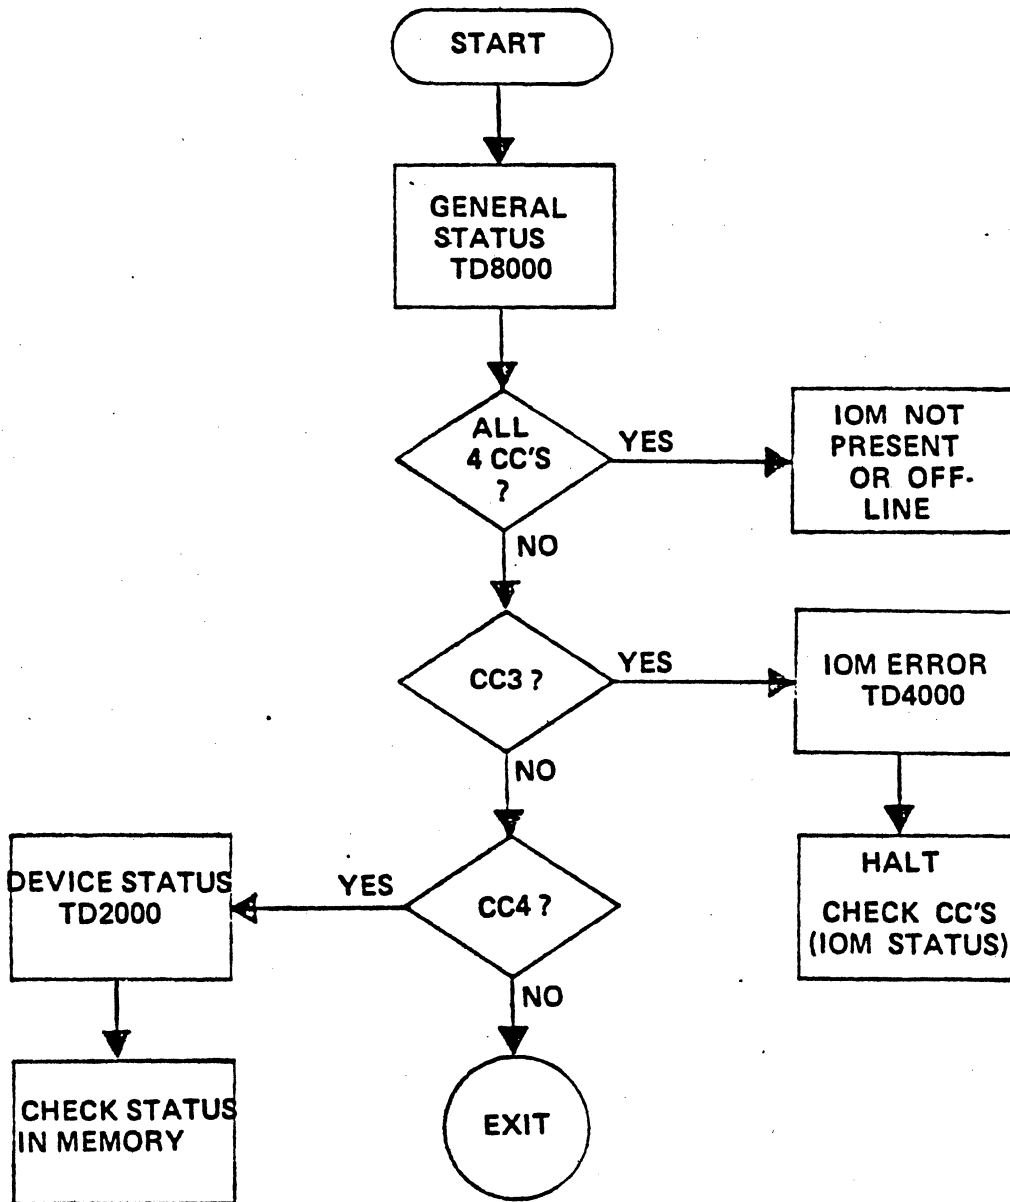 START
GENERAL
STATUS
TD8000
ALL
4 CC'S
?
YES
IOM NOT
PRESENT
OR OFF-
LINE
NO
CC3 ?
YES
IOM ERROR
TD4000
NO
HALT
CHECK CC'S
(IOM STATUS)
CC4 ?
YES
DEVICE STATUS
TD2000
NO
CHECK STATUS
IN MEMORY
EXIT